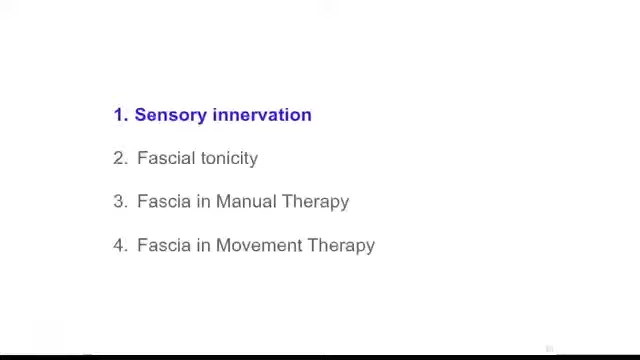 1. Sensory innervation
2. Fascial tonicity
3. Fascia in Manual Therapy
4. Fascia in Movement Therapy